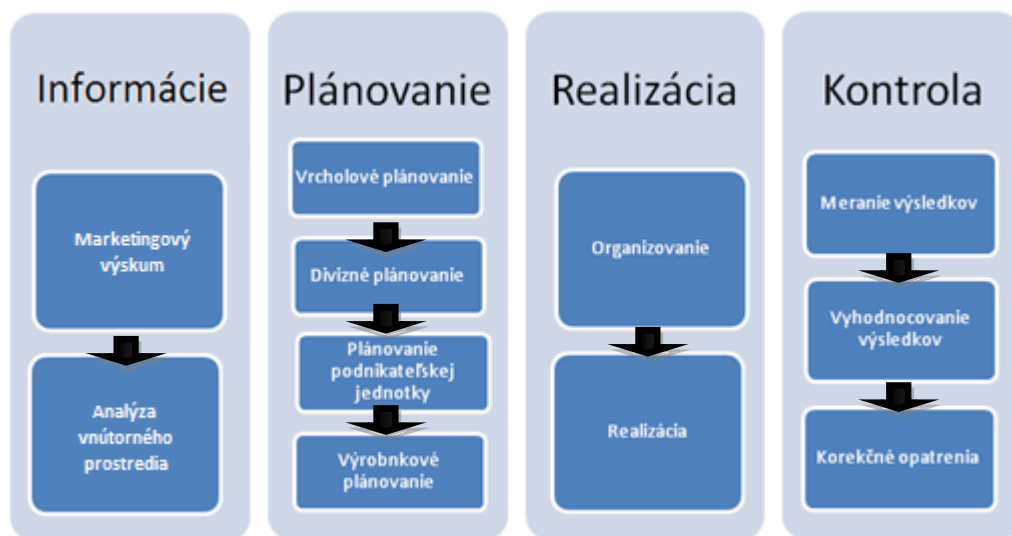 Informácie
Marketingový
výskum
Analýza
vnútorného
prostredia
Plánovanie
Vrcholové plánovanie
Divizné plánovanie
Plánovanie
podnikateľskej
jednotky
Výrobnkové
plánovanie
Realizácia
Organizovanie
Realizácia
Kontrola
Meranie výsledkov
Vyhodnocovanie
výsledkov
Korekčné opatrenia